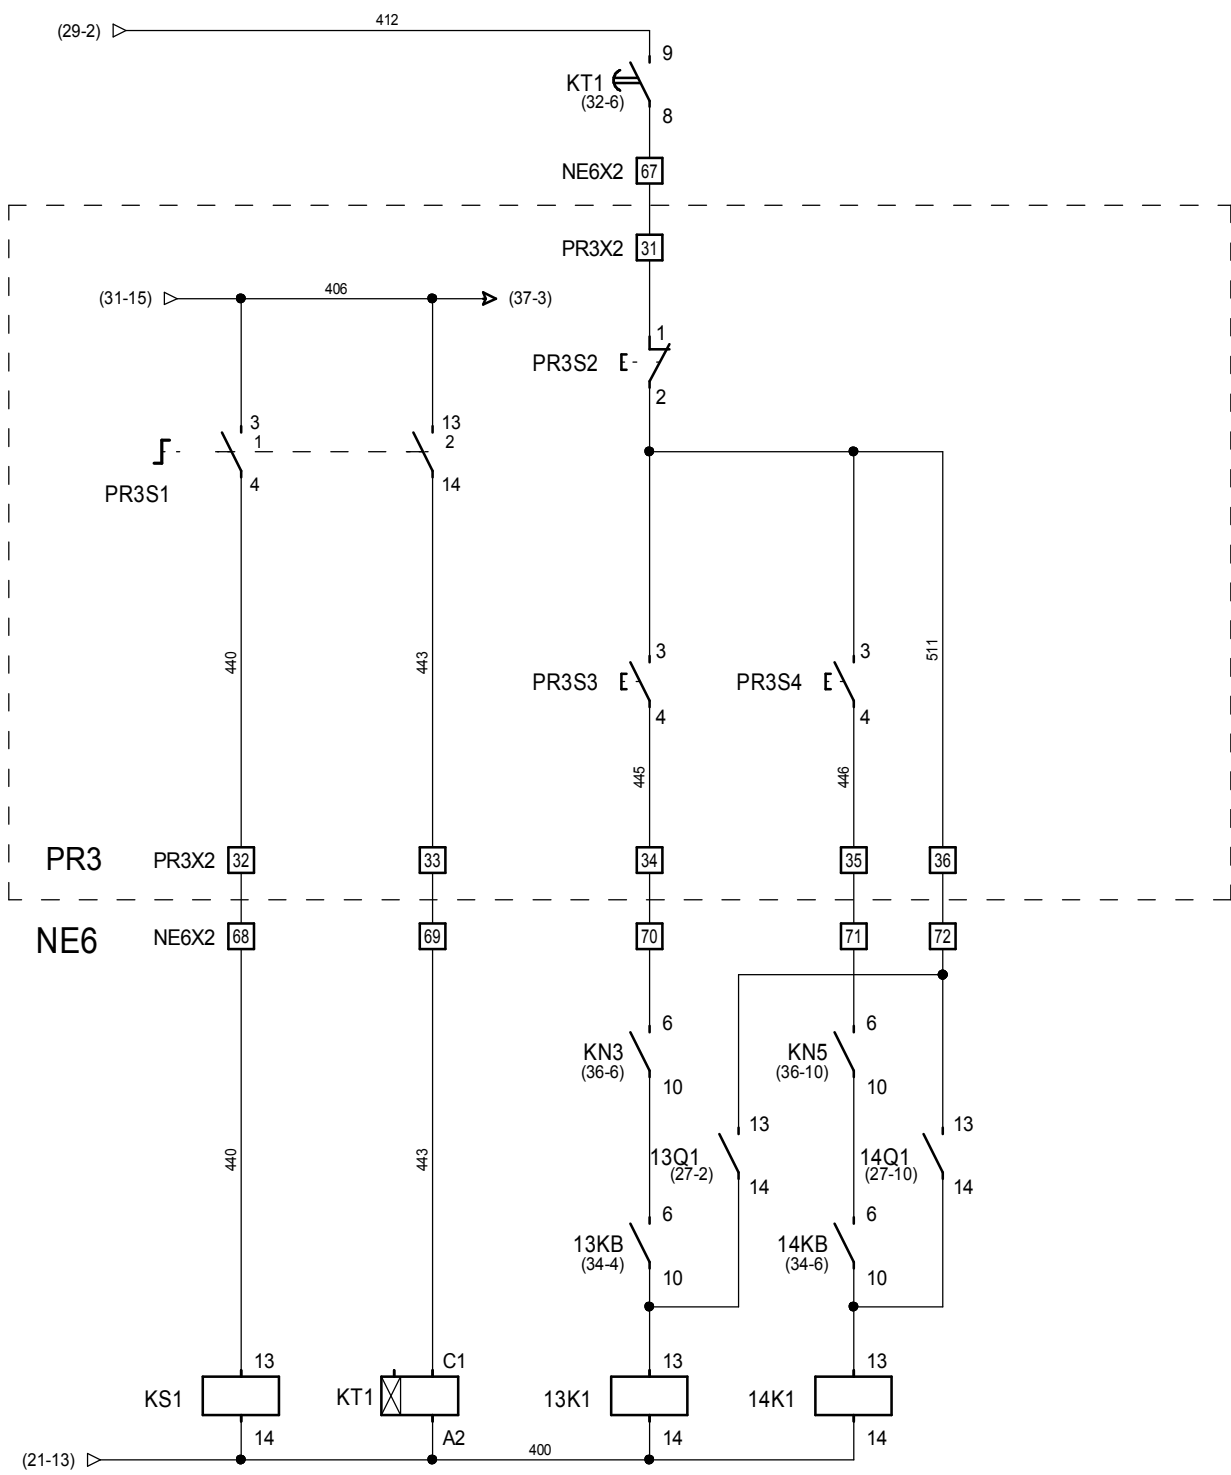 412
(29-2)
9
KT1
(32-6)
8
NE6X2 67
PR3X2 31
(31-15) 406 (37-3)
1
PR3S2
2
3 13
1 2
PR3S1
4 14
3 3
PR3S3 PR3S4
4 4
440 443 445 446 511
PR3 PR3X2 32 33 34 35 36
NE6 NE6X2 68 69 70 71 72
6 6
KN3 KN5
(36-6) (36-10)
10 10
13 13
440 443 13Q1 14Q1
(27-2) (27-10)
14 14
6 6
13KB 14KB
(34-4) (34-6)
10 10
13 C1 13 13
KS1 KT1 13K1 14K1
14 A2 14 14
(21-13) 400